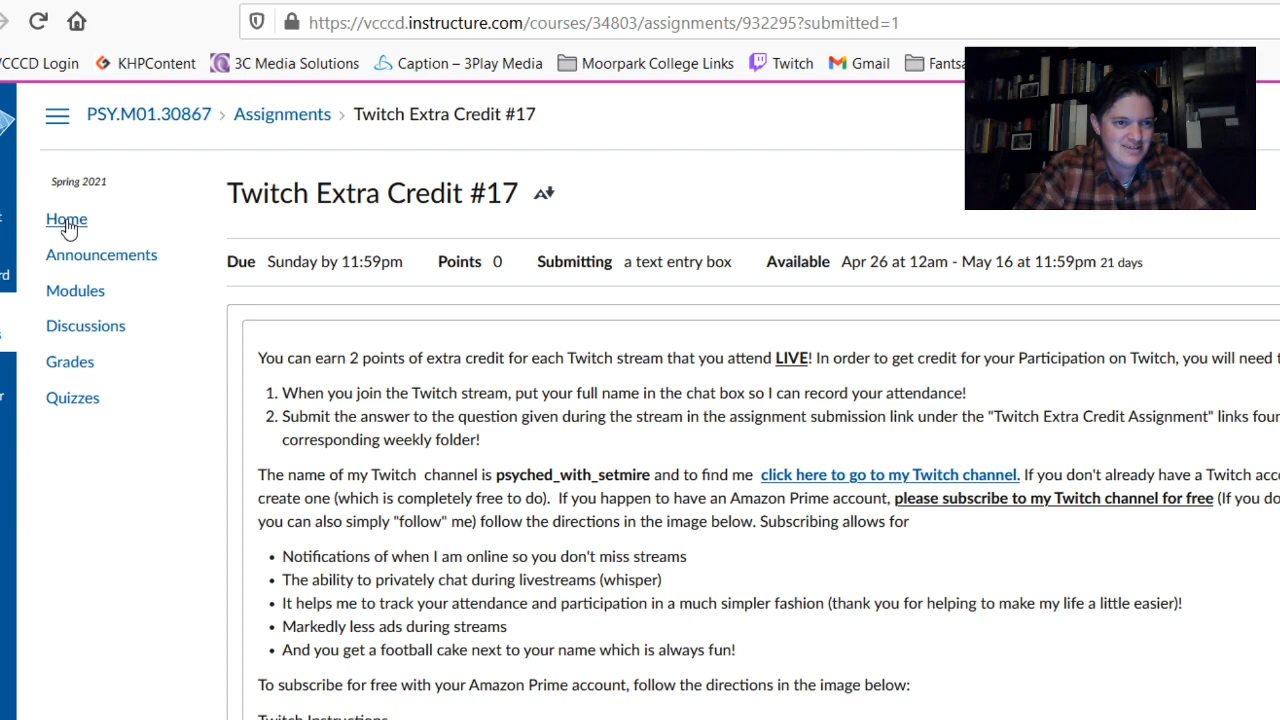 https://vcccd.instructure.com/courses/34803/assignments/932295?submitted=1
VCCCD Login KHPContent 3C Media Solutions Caption – 3Play Media Moorpark College Links Twitch Gmail Fantsa
PSY.M01.30867 › Assignments › Twitch Extra Credit #17
Spring 2021
Home
Announcements
Modules
Discussions
Grades
Quizzes
Twitch Extra Credit #17
Due Sunday by 11:59pm Points 0 Submitting a text entry box Available Apr 26 at 12am - May 16 at 11:59pm 21 days
You can earn 2 points of extra credit for each Twitch stream that you attend LIVE! In order to get credit for your Participation on Twitch, you will need t
1. When you join the Twitch stream, put your full name in the chat box so I can record your attendance!
2. Submit the answer to the question given during the stream in the assignment submission link under the "Twitch Extra Credit Assignment" links four
corresponding weekly folder!
The name of my Twitch channel is psyched_with_setmire and to find me click here to go to my Twitch channel. If you don't already have a Twitch acc
create one (which is completely free to do). If you happen to have an Amazon Prime account, please subscribe to my Twitch channel for free (If you do
you can also simply "follow" me) follow the directions in the image below. Subscribing allows for
• Notifications of when I am online so you don't miss streams
• The ability to privately chat during livestreams (whisper)
• It helps me to track your attendance and participation in a much simpler fashion (thank you for helping to make my life a little easier)!
• Markedly less ads during streams
• And you get a football cake next to your name which is always fun!
To subscribe for free with your Amazon Prime account, follow the directions in the image below:
Twitch Instructions